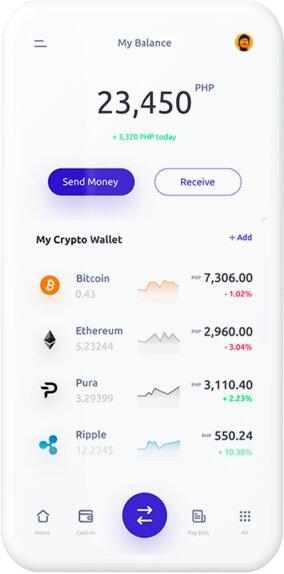 My Balance
23,450 PHP
+ 3,320 PHP today
Send Money
Receive
My Crypto Wallet
+ Add
Bitcoin
PHP 7,306.00
0.43
- 1.02%
Ethereum
PHP 2,960.00
5.23244
- 3.04%
Pura
PHP 3,110.40
3.29399
+ 2.23%
Ripple
PHP 550.24
12.2345
+ 10.30%
Home
Cash-in
Pay Bills
All